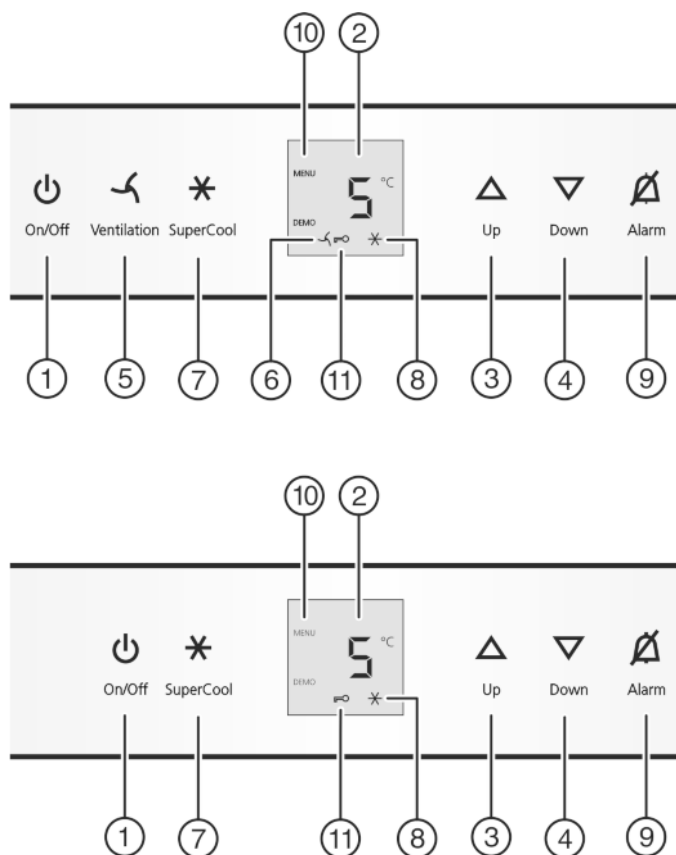 10 2
MENU
5 °C
On/Off Ventilation SuperCool DEMO Up Down Alarm
1 5 7 6 11 8 3 4 9
10 2
MENU
5 °C
On/Off SuperCool DEMO Up Down Alarm
1 7 11 8 3 4 9